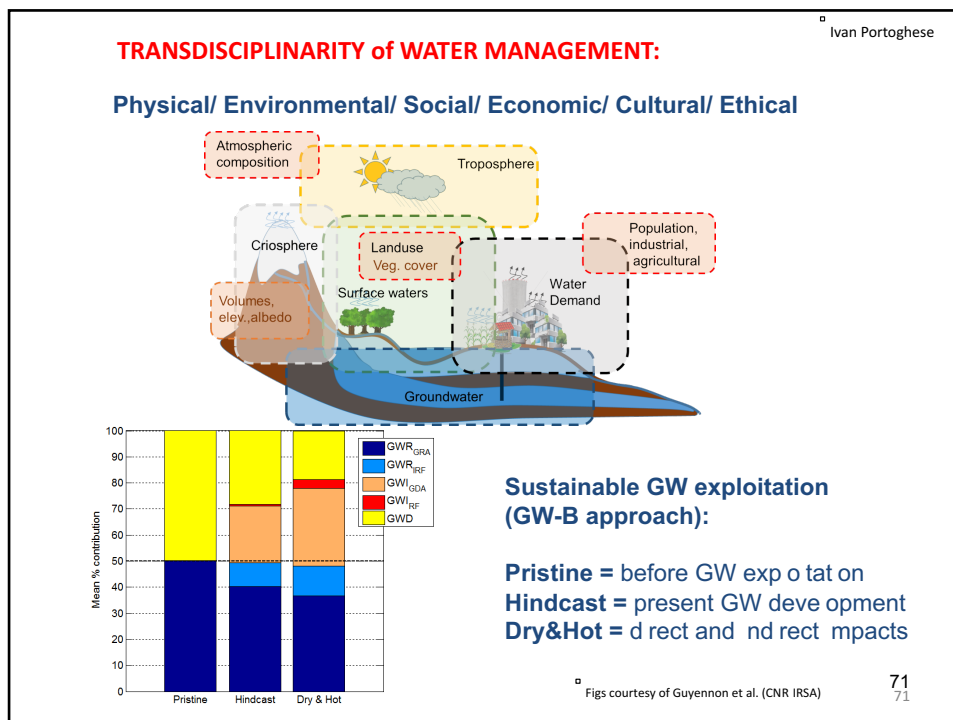 Ivan Portoghese
TRANSDISCIPLINARITY of WATER MANAGEMENT:
Physical/ Environmental/ Social/ Economic/ Cultural/ Ethical
Atmospheric
composition
Troposphere
Population,
industrial,
agricultural
Criosphere
Landuse
Veg. cover
Water
Demand
Volumes,
elev.,albedo
Surface waters
Groundwater
Mean % contribution
100
90
80
70
60
50
40
30
20
10
0
Pristine
Hindcast
Dry & Hot
GWR_GRA
GWR_IRF
GWI_GDA
GWI_RF
GWD
Sustainable GW exploitation
(GW-B approach):
Pristine = before GW exp o tat on
Hindcast = present GW deve opment
Dry&Hot = d rect and nd rect mpacts
Figs courtesy of Guyennon et al. (CNR IRSA)
71
71